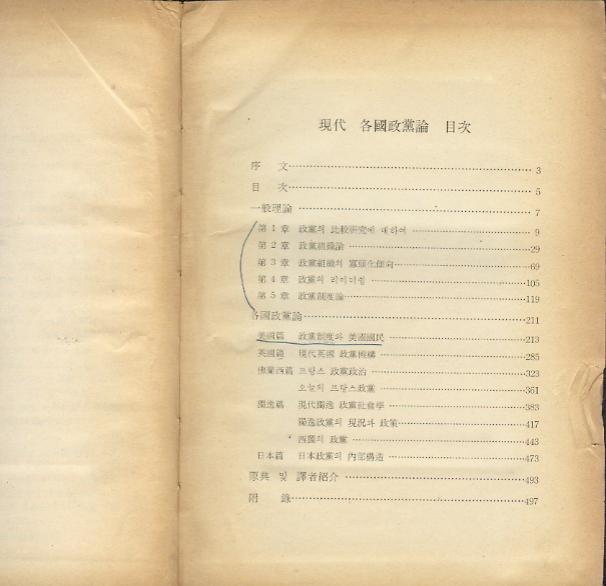 現代 各國政黨論 目次
序 文 3
目 次 5
一般理論 7
第 1 章 政黨의 比較硏究에 대하여 9
第 2 章 政黨組織論 29
第 3 章 政黨組織의 寡頭化傾向 69
第 4 章 政黨의 리이더쉽 105
第 5 章 政黨制度論 119
各國政黨論 211
美國篇 政黨制度와 美國國民 213
英國篇 現代英國 政黨機構 285
佛蘭西篇 프랑스 政黨政治 323
오늘의 프랑스政黨 361
獨逸篇 現代獨逸 政黨社會學 383
獨逸政黨의 現況과 政策 417
西獨의 政黨 443
日本篇 日本政黨의 內部構造 473
原典 및 譯者紹介 493
附 錄 497